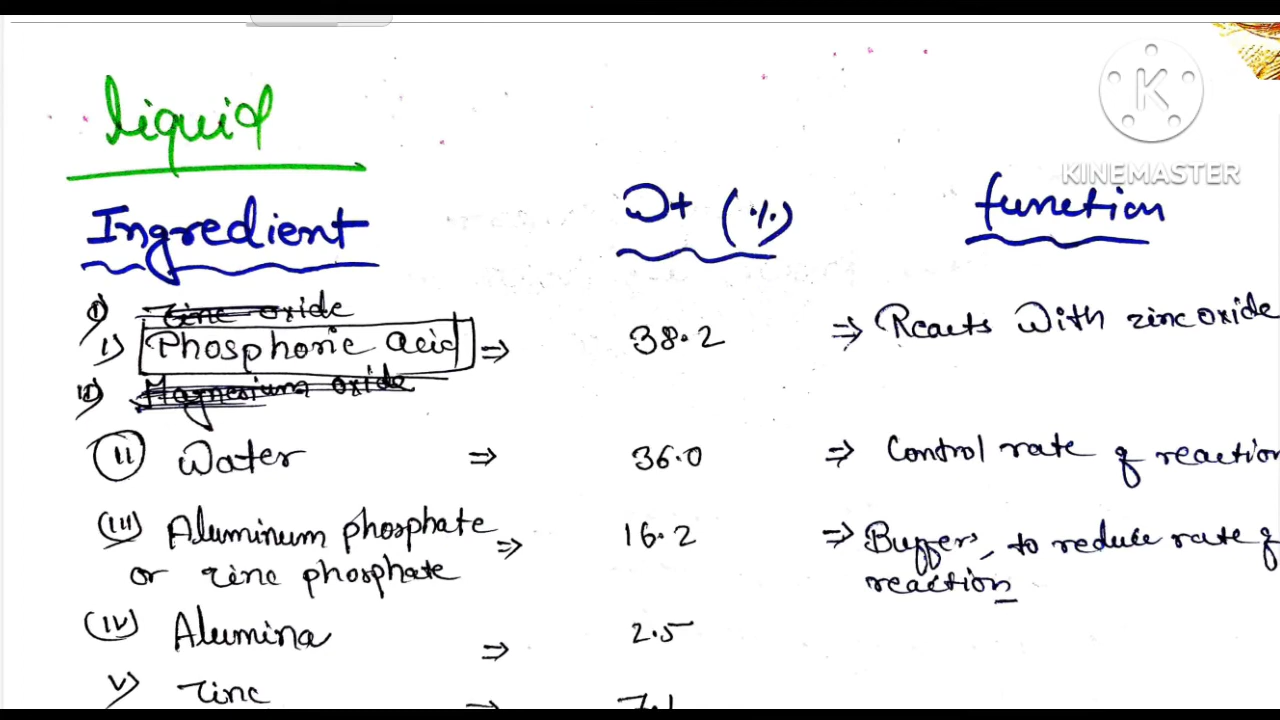 liquid
K
KINEMASTER
Ingredient Wt (%) function
i) Zinc oxide
i) Phosphoric acid ⇒ 38.2 ⇒ Reacts with zinc oxide
ii) Magnesium oxide
ii) Water ⇒ 36.0 ⇒ Control rate of reaction
(iii) Aluminum phosphate ⇒ 16.2 ⇒ Buffers, to reduce rate of
or zinc phosphate reaction
(iv) Alumina ⇒ 2.5
v) zinc ⇒ 7.1